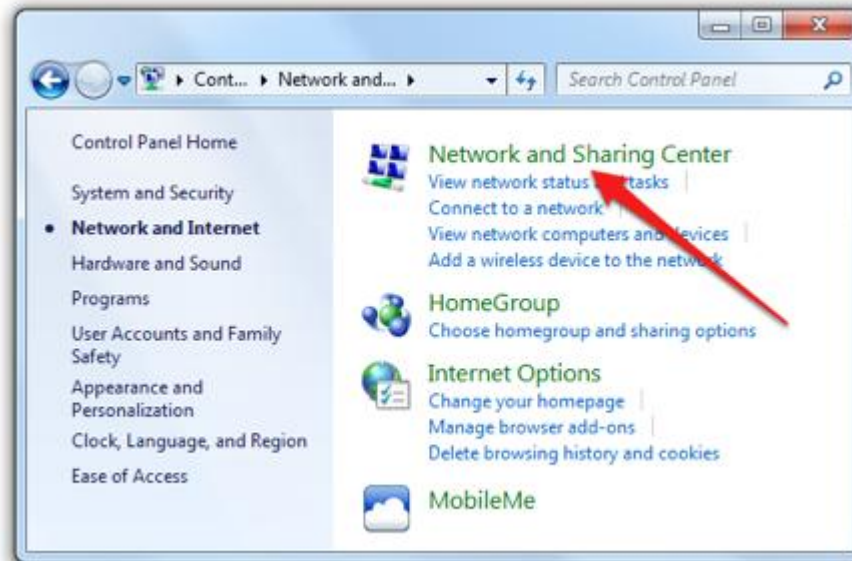 Cont... Network and... Search Control Panel
Control Panel Home
System and Security
Network and Internet
Hardware and Sound
Programs
User Accounts and Family
Safety
Appearance and
Personalization
Clock, Language, and Region
Ease of Access
Network and Sharing Center
View network status and tasks
Connect to a network
View network computers and devices
Add a wireless device to the network
HomeGroup
Choose homegroup and sharing options
Internet Options
Change your homepage
Manage browser add-ons
Delete browsing history and cookies
MobileMe